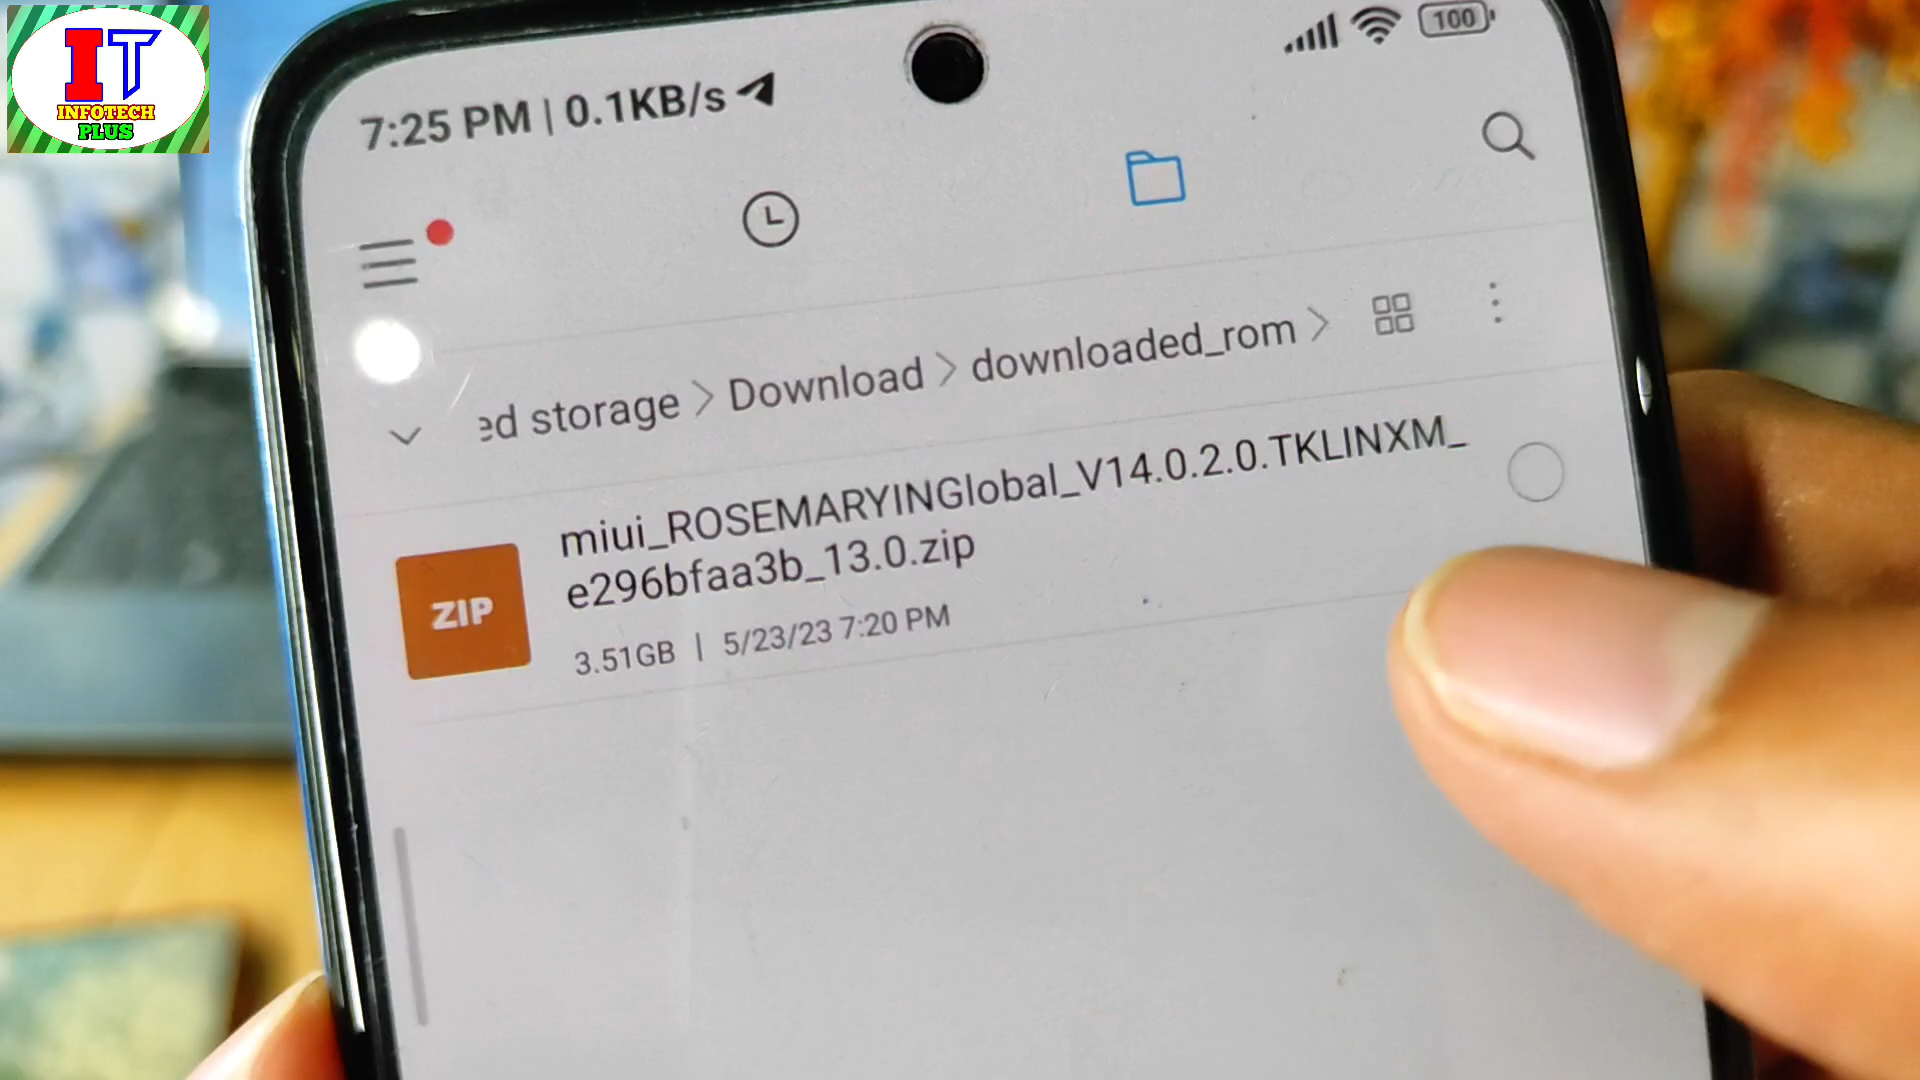 IT
INFOTECH
PLUS
7:25 PM | 0.1KB/s
100
ed storage > Download > downloaded_rom >
miui_ROSEMARYINGlobal_V14.0.2.0.TKLINXM_
e296bfaa3b_13.0.zip
ZIP
3.51GB | 5/23/23 7:20 PM